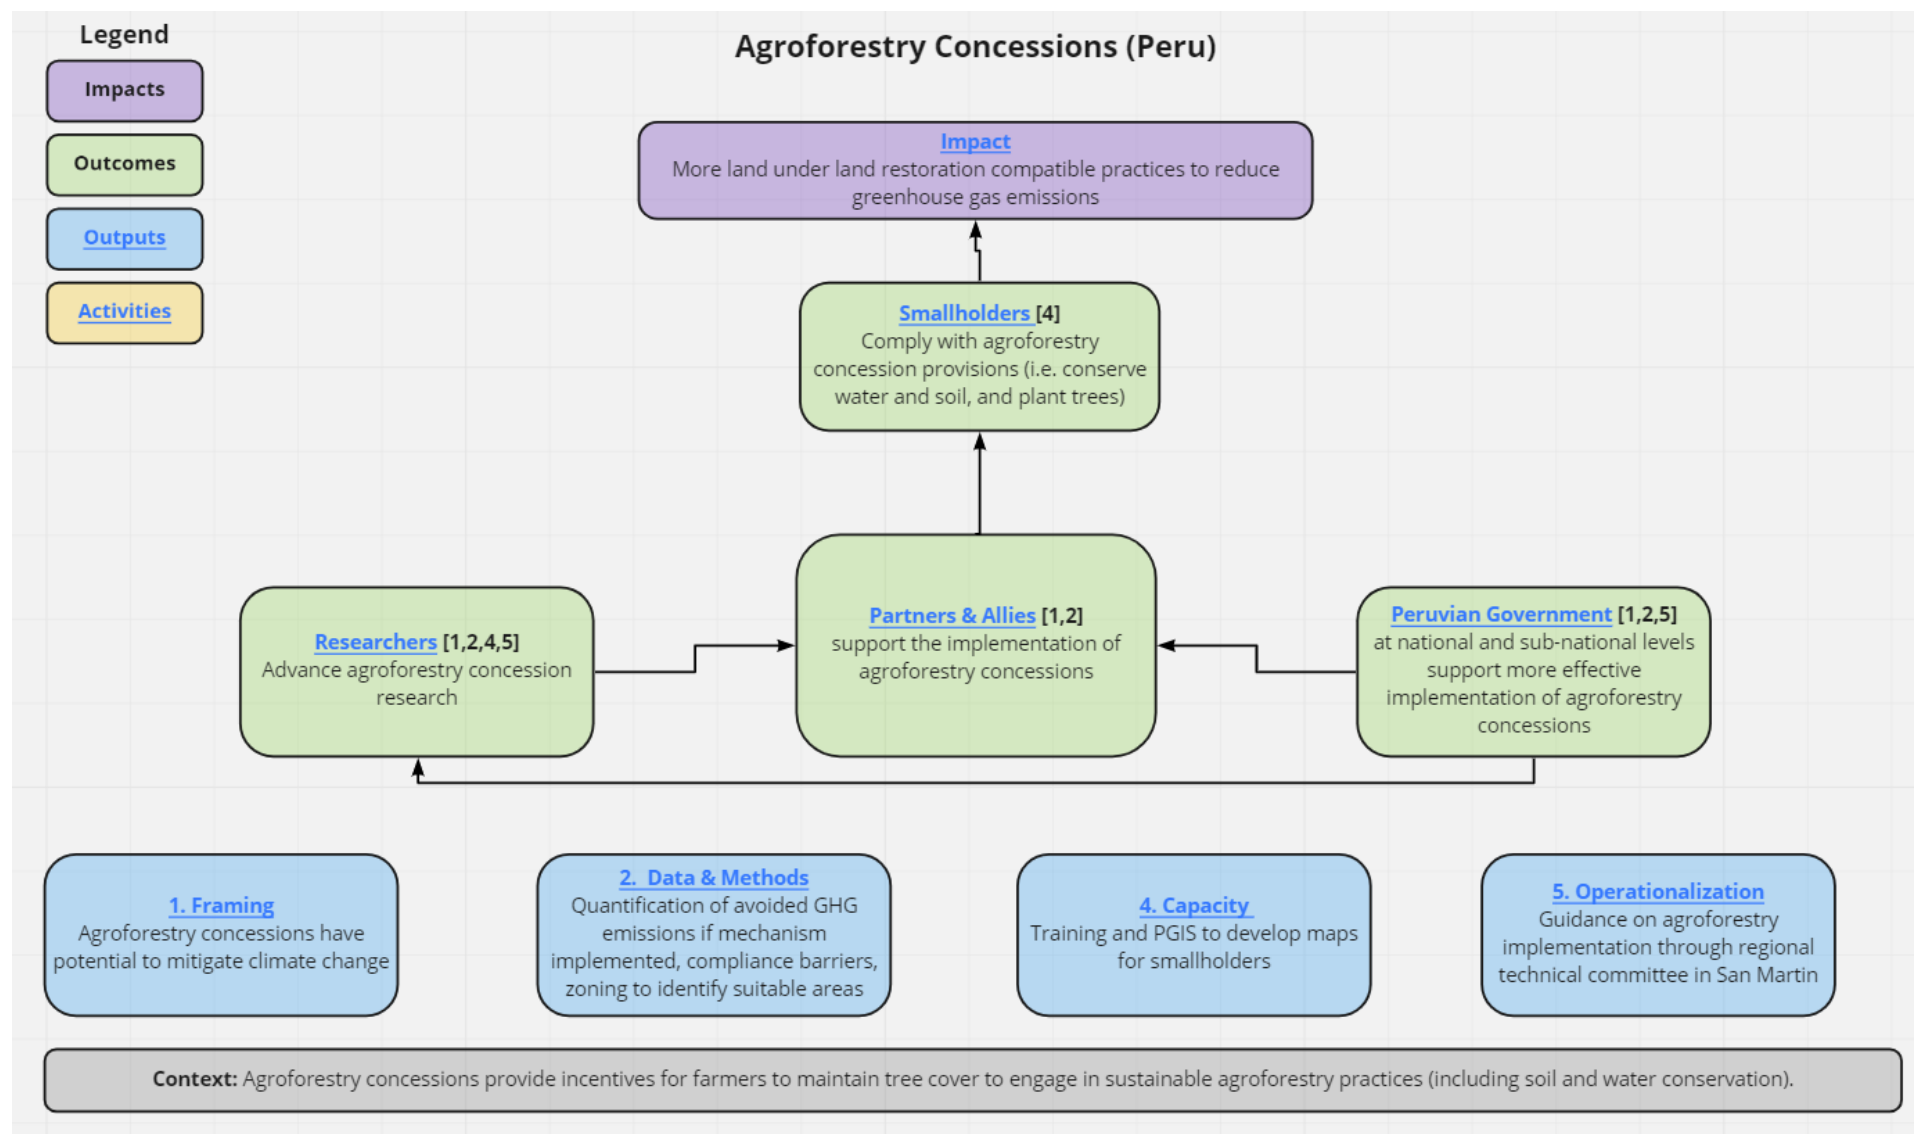 Legend
Impacts
Outcomes
Outputs
Activities
Agroforestry Concessions (Peru)
Impact
More land under land restoration compatible practices to reduce
greenhouse gas emissions
Smallholders [4]
Comply with agroforestry
concession provisions (i.e. conserve
water and soil, and plant trees)
Researchers [1,2,4,5]
Advance agroforestry concession
research
Partners & Allies [1,2]
support the implementation of
agroforestry concessions
Peruvian Government [1,2,5]
at national and sub-national levels
support more effective
implementation of agroforestry
concessions
1. Framing
Agroforestry concessions have
potential to mitigate climate change
2. Data & Methods
Quantification of avoided GHG
emissions if mechanism
implemented, compliance barriers,
zoning to identify suitable areas
4. Capacity
Training and PGIS to develop maps
for smallholders
5. Operationalization
Guidance on agroforestry
implementation through regional
technical committee in San Martin
Context: Agroforestry concessions provide incentives for farmers to maintain tree cover to engage in sustainable agroforestry practices (including soil and water conservation).